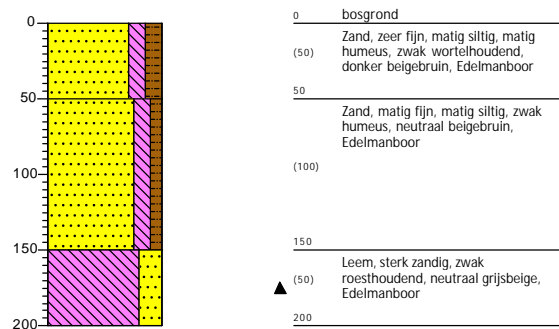 0
50
100
150
200
0 bosgrond
Zand, zeer fijn, matig siltig, matig
(50) humeus, zwak wortelhoudend,
donker beigebruin, Edelmanboor
50
Zand, matig fijn, matig siltig, zwak
humeus, neutraal beigebruin,
Edelmanboor
(100)
150
Leem, sterk zandig, zwak
(50) roesthoudend, neutraal grijsbeige,
Edelmanboor
200